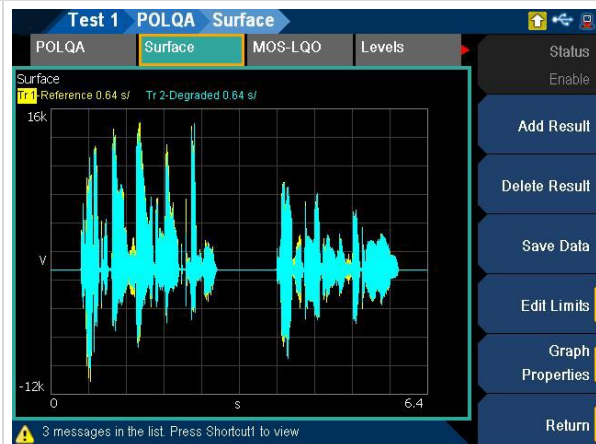 Test 1 POLQA Surface
POLQA Surface MOS-LQO Levels
Status
Enable
Surface
Tr 1-Reference 0.64 s/ Tr 2-Degraded 0.64 s/
16k
V
-12k
0 s 6.4
Add Result
Delete Result
Save Data
Edit Limits
Graph
Properties
Return
3 messages in the list. Press Shortcut1 to view